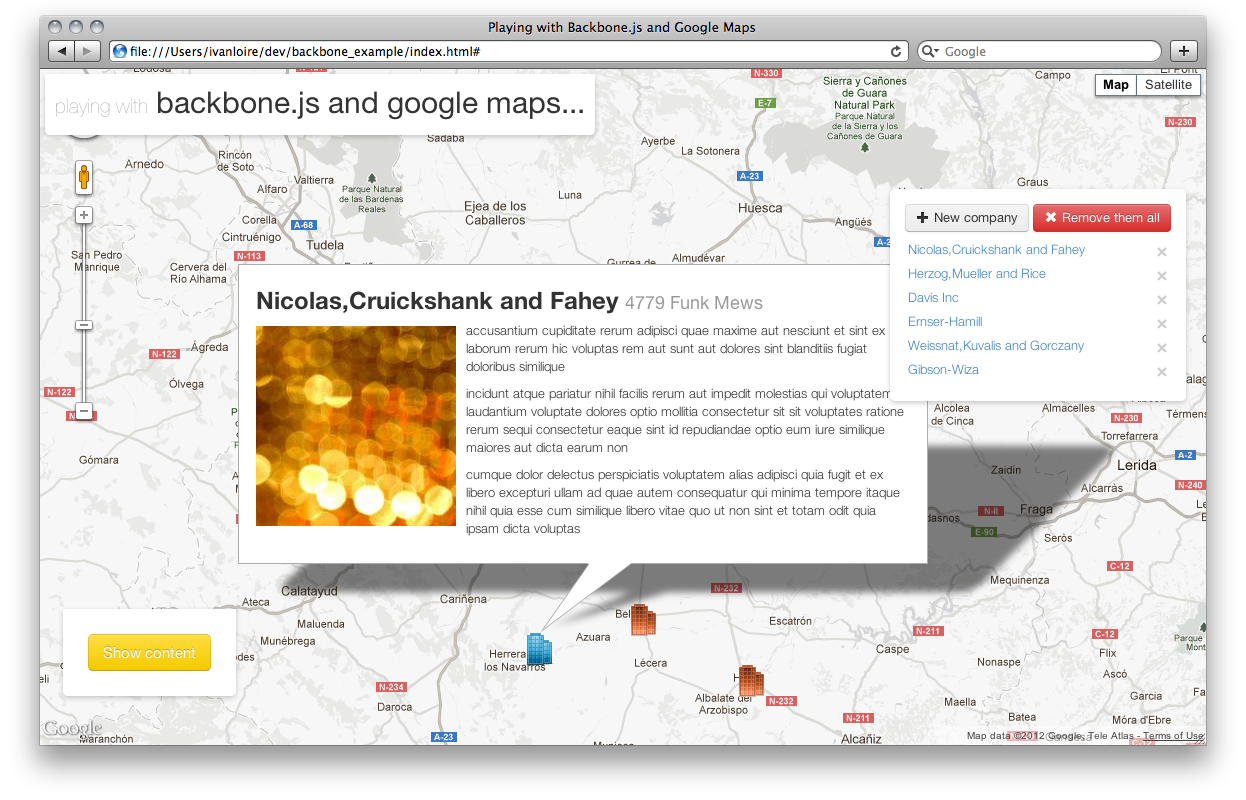 Playing with Backbone.js and Google Maps
file:///Users/ivanloire/dev/backbone_example/index.html#
Google
playing with backbone.js and google maps...
Map
Satellite
New company
Remove them all
Nicolas,Cruickshank and Fahey
Herzog,Mueller and Rice
Davis Inc
Ernser-Hamill
Weissnat,Kuvalis and Gorczany
Gibson-Wiza
Nicolas,Cruickshank and Fahey 4779 Funk Mews
accusantium cupiditate rerum adipisci quae maxime aut nesciunt et sint ex
laborum rerum hic voluptas rem aut sunt aut dolores sint blanditiis fugiat
doloribus similique
incidunt atque pariatur nihil facilis rerum aut impedit molestias qui voluptatem
laudantium voluptate dolores optio mollitia consectetur sit sit voluptates ratione
rerum sequi consectetur eaque sint id repudiandae optio eum iure similique
maiores aut dicta earum non
cumque dolor delectus perspiciatis voluptatem alias adipisci quia fugit et ex
libero excepturi ullam ad quae autem consequatur qui minima tempore itaque
nihil quia esse cum similique libero vitae quo ut non sint et totam odit quia
ipsam dicta voluptas
Show content
N-330
Campo
Sierra y Cañones
de Guara
Natural Park
Parque Natural
de la Sierra y los
Cañones de Guara
E-7
N-230
Sadaba
Ayerbe
La Sotonera
Arnedo
Rincón
de Soto
Valtierra
Alfaro
Parque Natural
de las Bardenas
Reales
Luna
A-23
Graus
Ejea de los
Caballeros
Huesca
Angüés
Corella
A-68
Cintruénigo
Tudela
San Pedro
Manrique
N-113
Cervera del
Río Alhama
Almudévar
Gurrea de
N-122
Ágreda
Ólvega
N-122
Gómara
Alcolea
de Cinca
Almacelles
N-230
Torrefarrera
Zaidín
Lerida
A-2
Alcarràs
N-240
N-II
Fraga
E-90
Seròs
C-12
Mequinenza
Calatayud
Ateca
Cariñena
N-232
Maluenda
Munébrega
Azuara
Escatrón
N-211
C-12
Herrera
los Navarros
Lécera
Caspe
Flix
Nonaspe
Ascó
N-234
Daroca
Albalate del
Arzobispo
N-232
Maella
García
N-211
Batea
Móra d'Ebre
Google
Maranchón
A-23
Alcañiz
Map data ©2012 Google, Tele Atlas - Terms of Use